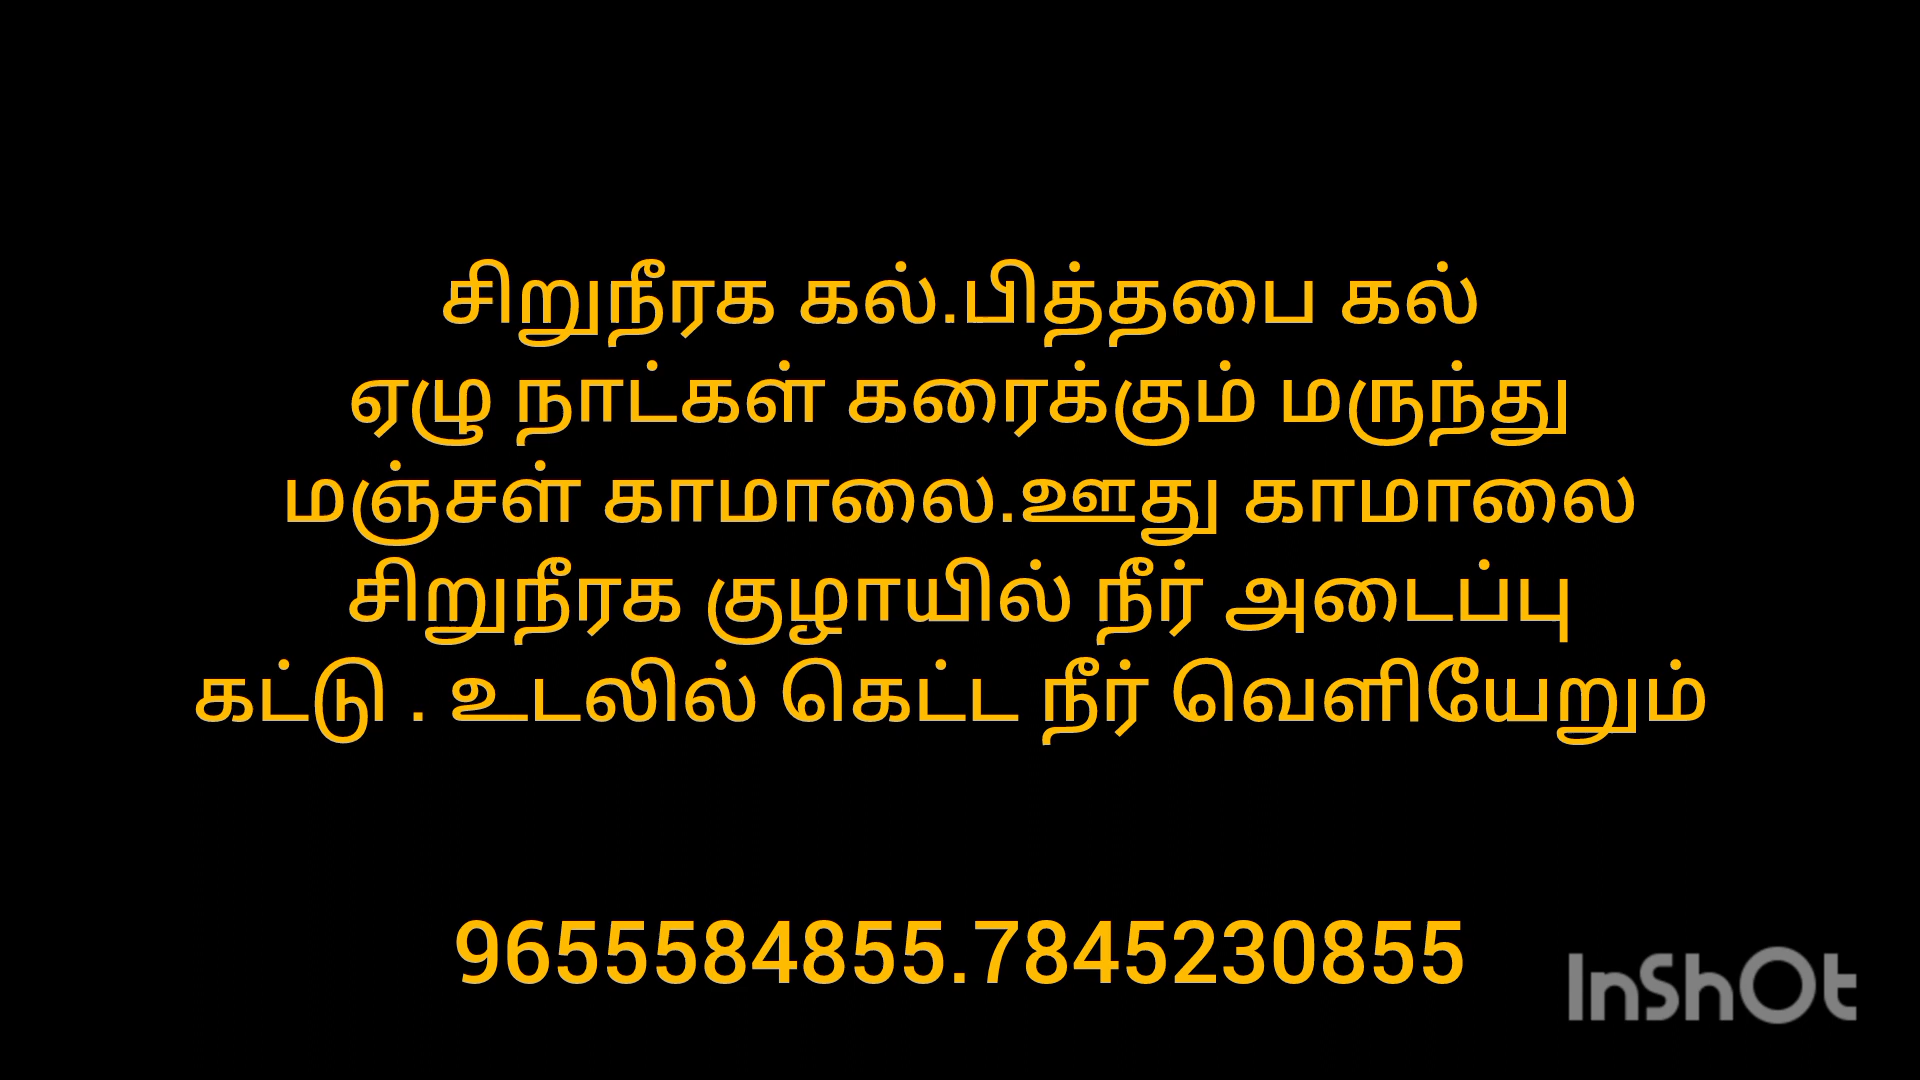 சிறுநீரக கல்.பித்தபை கல்
ஏழு நாட்கள் கரைக்கும் மருந்து
மஞ்சள் காமாலை.ஊது காமாலை
சிறுநீரக குழாயில் நீர் அடைப்பு
கட்டு . உடலில் கெட்ட நீர் வெளியேறும்
9655584855.7845230855
InShOt